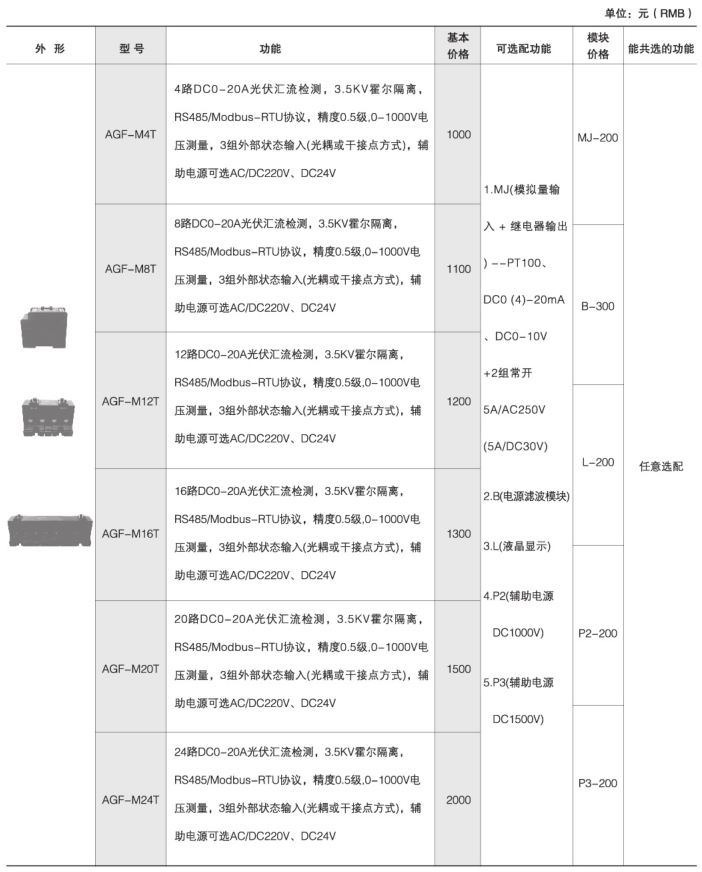 单位：元（RMB）
外 形
型 号
功能
基本
价格
可选配功能
模块
价格
能共选的功能
AGF-M4T
4路DC0-20A光伏汇流检测，3.5KV霍尔隔离，
RS485/Modbus-RTU协议，精度0.5级,0-1000V电
压测量，3组外部状态输入(光耦或干接点方式)，辅
助电源可选AC/DC220V、DC24V
1000
AGF-M8T
8路DC0-20A光伏汇流检测，3.5KV霍尔隔离，
RS485/Modbus-RTU协议，精度0.5级,0-1000V电
压测量，3组外部状态输入(光耦或干接点方式)，辅
助电源可选AC/DC220V、DC24V
1100
AGF-M12T
12路DC0-20A光伏汇流检测，3.5KV霍尔隔离，
RS485/Modbus-RTU协议，精度0.5级,0-1000V电
压测量，3组外部状态输入(光耦或干接点方式)，辅
助电源可选AC/DC220V、DC24V
1200
AGF-M16T
16路DC0-20A光伏汇流检测，3.5KV霍尔隔离，
RS485/Modbus-RTU协议，精度0.5级,0-1000V电
压测量，3组外部状态输入(光耦或干接点方式)，辅
助电源可选AC/DC220V、DC24V
1300
AGF-M20T
20路DC0-20A光伏汇流检测，3.5KV霍尔隔离，
RS485/Modbus-RTU协议，精度0.5级,0-1000V电
压测量，3组外部状态输入(光耦或干接点方式)，辅
助电源可选AC/DC220V、DC24V
1500
AGF-M24T
24路DC0-20A光伏汇流检测，3.5KV霍尔隔离，
RS485/Modbus-RTU协议，精度0.5级,0-1000V电
压测量，3组外部状态输入(光耦或干接点方式)，辅
助电源可选AC/DC220V、DC24V
2000
1.MJ(模拟量输
入 + 继电器输出
) --PT100、
DC0 (4)-20mA
、DC0-10V
+2组常开
5A/AC250V
(5A/DC30V)
2.B(电源滤波模块)
3.L(液晶显示)
4.P2(辅助电源
DC1000V)
5.P3(辅助电源
DC1500V)
MJ-200
B-300
L-200
P2-200
P3-200
任意选配